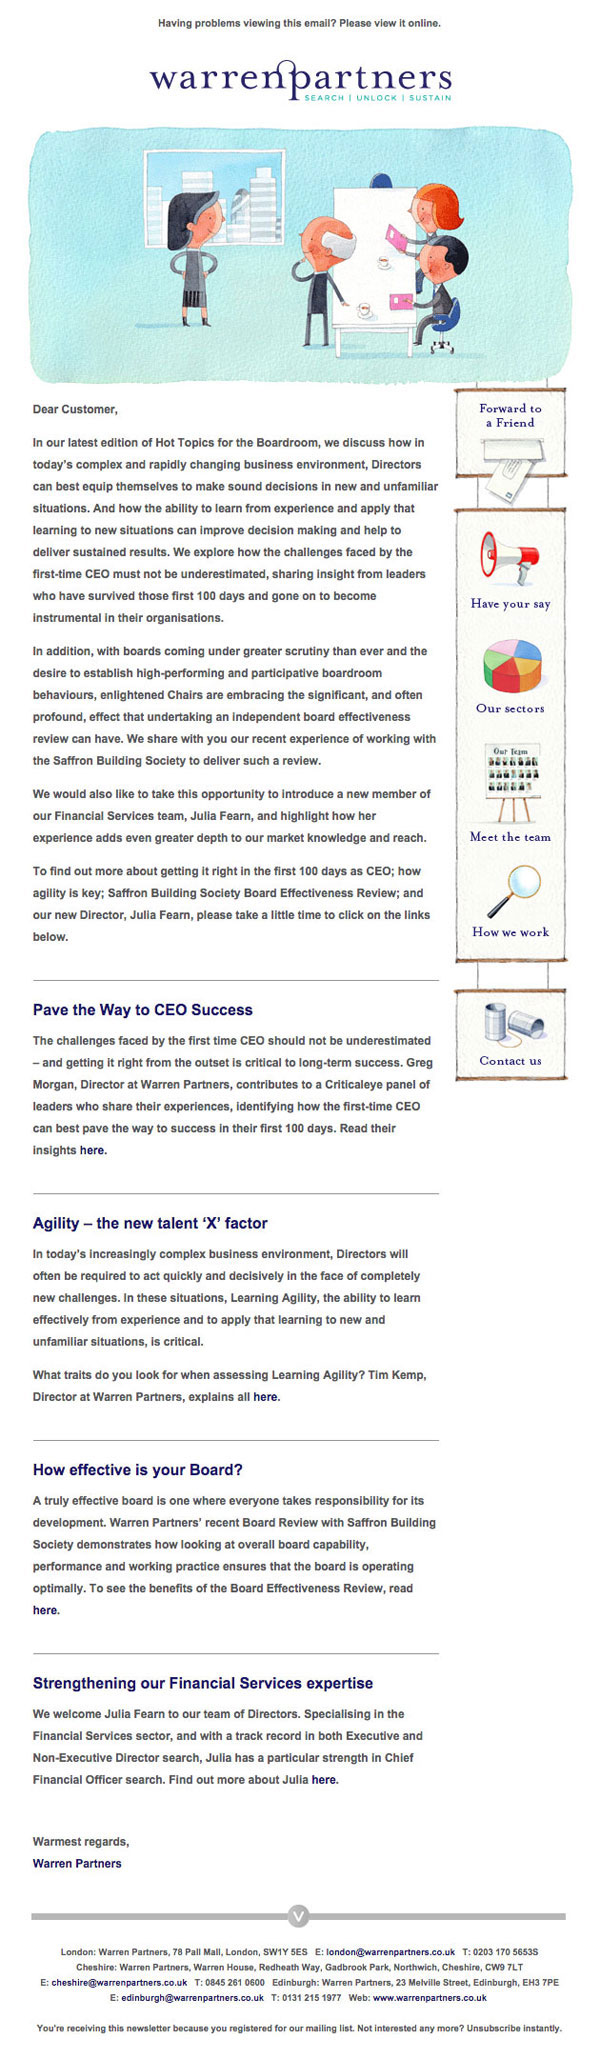 Having problems viewing this email? Please view it online.
warrenpartners
SEARCH | UNLOCK | SUSTAIN
Dear Customer,
In our latest edition of Hot Topics for the Boardroom, we discuss how in
today's complex and rapidly changing business environment, Directors
can best equip themselves to make sound decisions in new and unfamiliar
situations. And how the ability to learn from experience and apply that
learning to new situations can improve decision making and help to
deliver sustained results. We explore how the challenges faced by the
first-time CEO must not be underestimated, sharing insight from leaders
who have survived those first 100 days and gone on to become
instrumental in their organisations.
In addition, with boards coming under greater scrutiny than ever and the
desire to establish high-performing and participative boardroom
behaviours, enlightened Chairs are embracing the significant, and often
profound, effect that undertaking an independent board effectiveness
review can have. We share with you our recent experience of working with
the Saffron Building Society to deliver such a review.
We would also like to take this opportunity to introduce a new member of
our Financial Services team, Julia Fearn, and highlight how her
experience adds even greater depth to our market knowledge and reach.
To find out more about getting it right in the first 100 days as CEO; how
agility is key; Saffron Building Society Board Effectiveness Review; and
our new Director, Julia Fearn, please take a little time to click on the links
below.
Forward to
a Friend
Have your say
Our sectors
Our Team
Meet the team
How we work
Contact us
Pave the Way to CEO Success
The challenges faced by the first time CEO should not be underestimated
– and getting it right from the outset is critical to long-term success. Greg
Morgan, Director at Warren Partners, contributes to a Criticaleye panel of
leaders who share their experiences, identifying how the first-time CEO
can best pave the way to success in their first 100 days. Read their
insights here.
Agility – the new talent ‘X’ factor
In today's increasingly complex business environment, Directors will
often be required to act quickly and decisively in the face of completely
new challenges. In these situations, Learning Agility, the ability to learn
effectively from experience and to apply that learning to new and
unfamiliar situations, is critical.
What traits do you look for when assessing Learning Agility? Tim Kemp,
Director at Warren Partners, explains all here.
How effective is your Board?
A truly effective board is one where everyone takes responsibility for its
development. Warren Partners’ recent Board Review with Saffron Building
Society demonstrates how looking at overall board capability,
performance and working practice ensures that the board is operating
optimally. To see the benefits of the Board Effectiveness Review, read
here.
Strengthening our Financial Services expertise
We welcome Julia Fearn to our team of Directors. Specialising in the
Financial Services sector, and with a track record in both Executive and
Non-Executive Director search, Julia has a particular strength in Chief
Financial Officer search. Find out more about Julia here.
Warmest regards,
Warren Partners
V
London: Warren Partners, 78 Pall Mall, London, SW1Y 5ES E: london@warrenpartners.co.uk T: 0203 170 5653S
Cheshire: Warren Partners, Warren House, Redheath Way, Gadbrook Park, Northwich, Cheshire, CW9 7LT
E: cheshire@warrenpartners.co.uk T: 0845 261 0600 Edinburgh: Warren Partners, 23 Melville Street, Edinburgh, EH3 7PE
E: edinburgh@warrenpartners.co.uk T: 0131 215 1977 Web: www.warrenpartners.co.uk
You're receiving this newsletter because you registered for our mailing list. Not interested any more? Unsubscribe instantly.